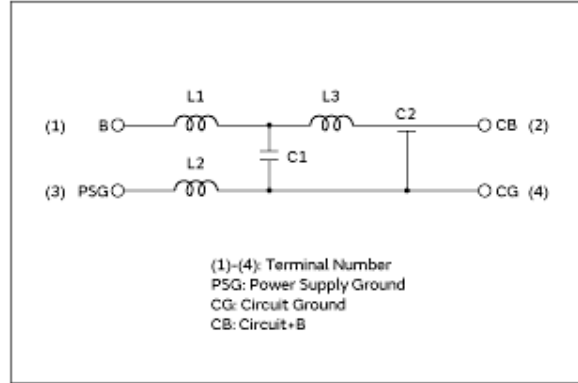 L1
L3
C2
(1) B
CB (2)
C1
L2
(3) PSG
CG (4)
(1)-(4): Terminal Number
PSG: Power Supply Ground
CG: Circuit Ground
CB: Circuit+B